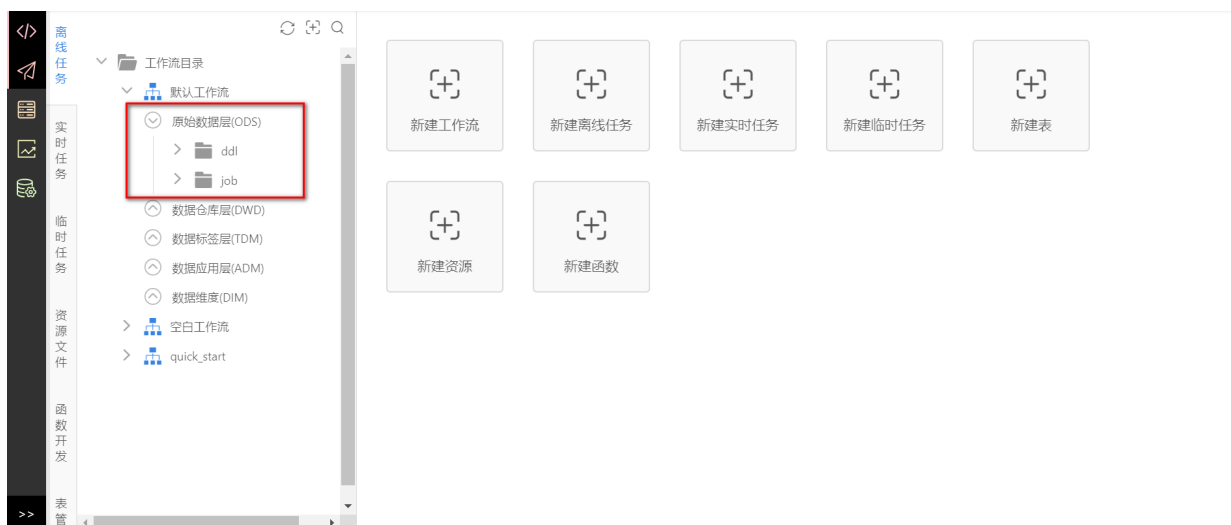 离线任务
实时任务
临时任务
资源文件
函数开发
表管
>>
工作流目录
默认工作流
原始数据层(ODS)
ddl
job
数据仓库层(DWD)
数据标签层(TDM)
数据应用层(ADM)
数据维度(DIM)
空白工作流
quick_start
新建工作流
新建离线任务
新建实时任务
新建临时任务
新建表
新建资源
新建函数